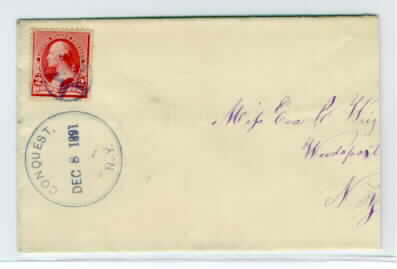 CONQUEST,
DEC 8 1891
N.Y.
Miss Eva
Weedsport
N.Y.